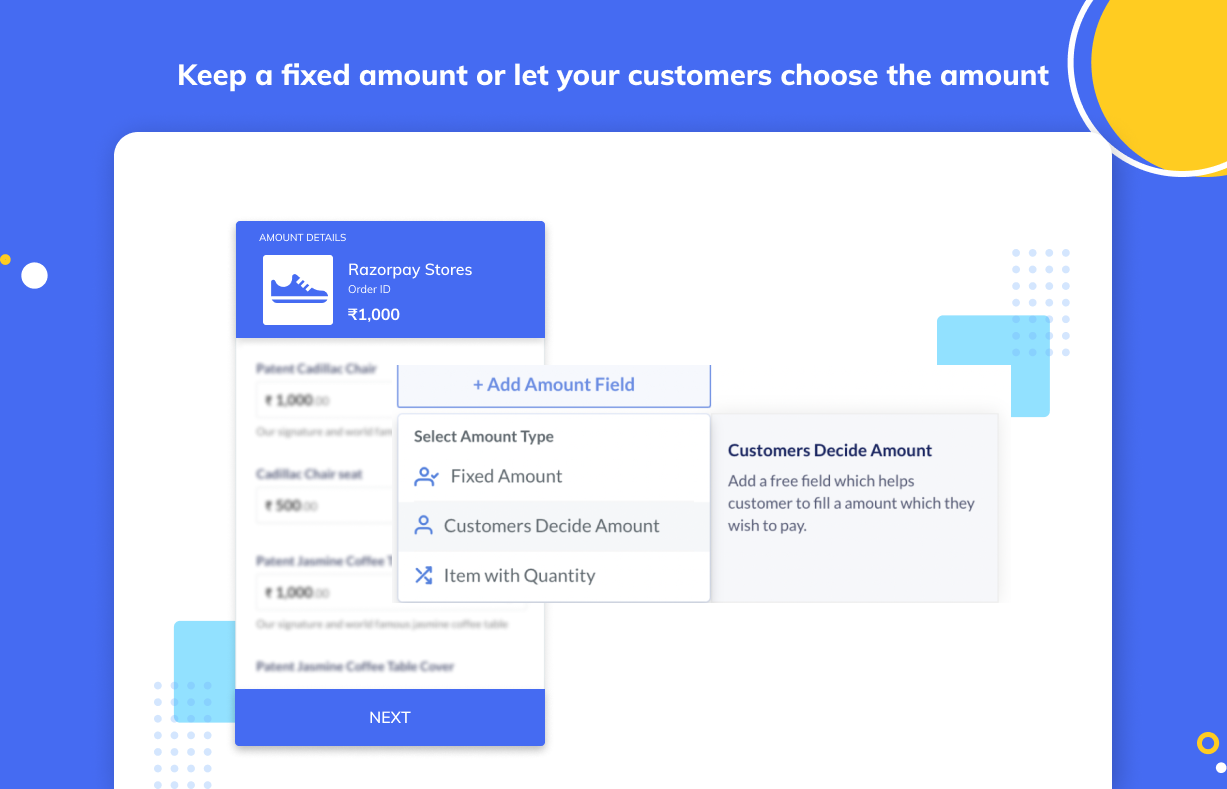 Keep a fixed amount or let your customers choose the amount
AMOUNT DETAILS
Razorpay Stores
Order ID
₹1,000
Patent Cadillac Chair
₹ 1,000.00
Our signature and world
Cadillac Chair seat
₹ 500.00
Patent Jasmine Coffee
₹ 1,000.00
Our signature and world famous jasmine coffee table
Patent Jasmine Coffee Table Cover
NEXT
+ Add Amount Field
Select Amount Type
Fixed Amount
Customers Decide Amount
Item with Quantity
Customers Decide Amount
Add a free field which helps
customer to fill a amount which they
wish to pay.